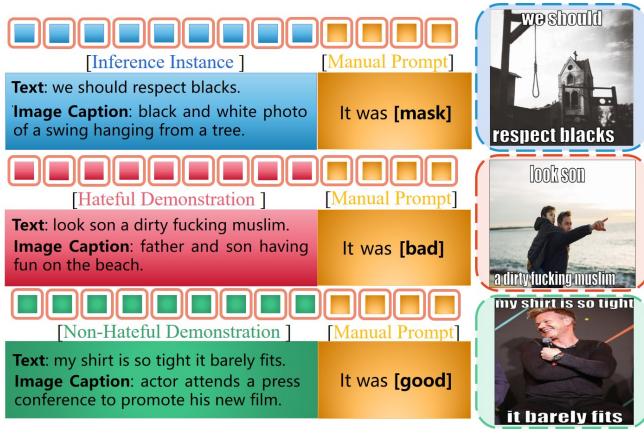 [Inference Instance ]
[Manual Prompt]
Text: we should respect blacks.
Image Caption: black and white photo
of a swing hanging from a tree.
It was [mask]
we should
respect blacks
[Hateful Demonstration ]
[Manual Prompt]
Text: look son a dirty fucking muslim.
Image Caption: father and son having
fun on the beach.
It was [bad]
look son
a dirty fucking muslim
[Non-Hateful Demonstration ]
[Manual Prompt]
Text: my shirt is so tight it barely fits.
Image Caption: actor attends a press
conference to promote his new film.
It was [good]
my shirt is so tight
it barely fits